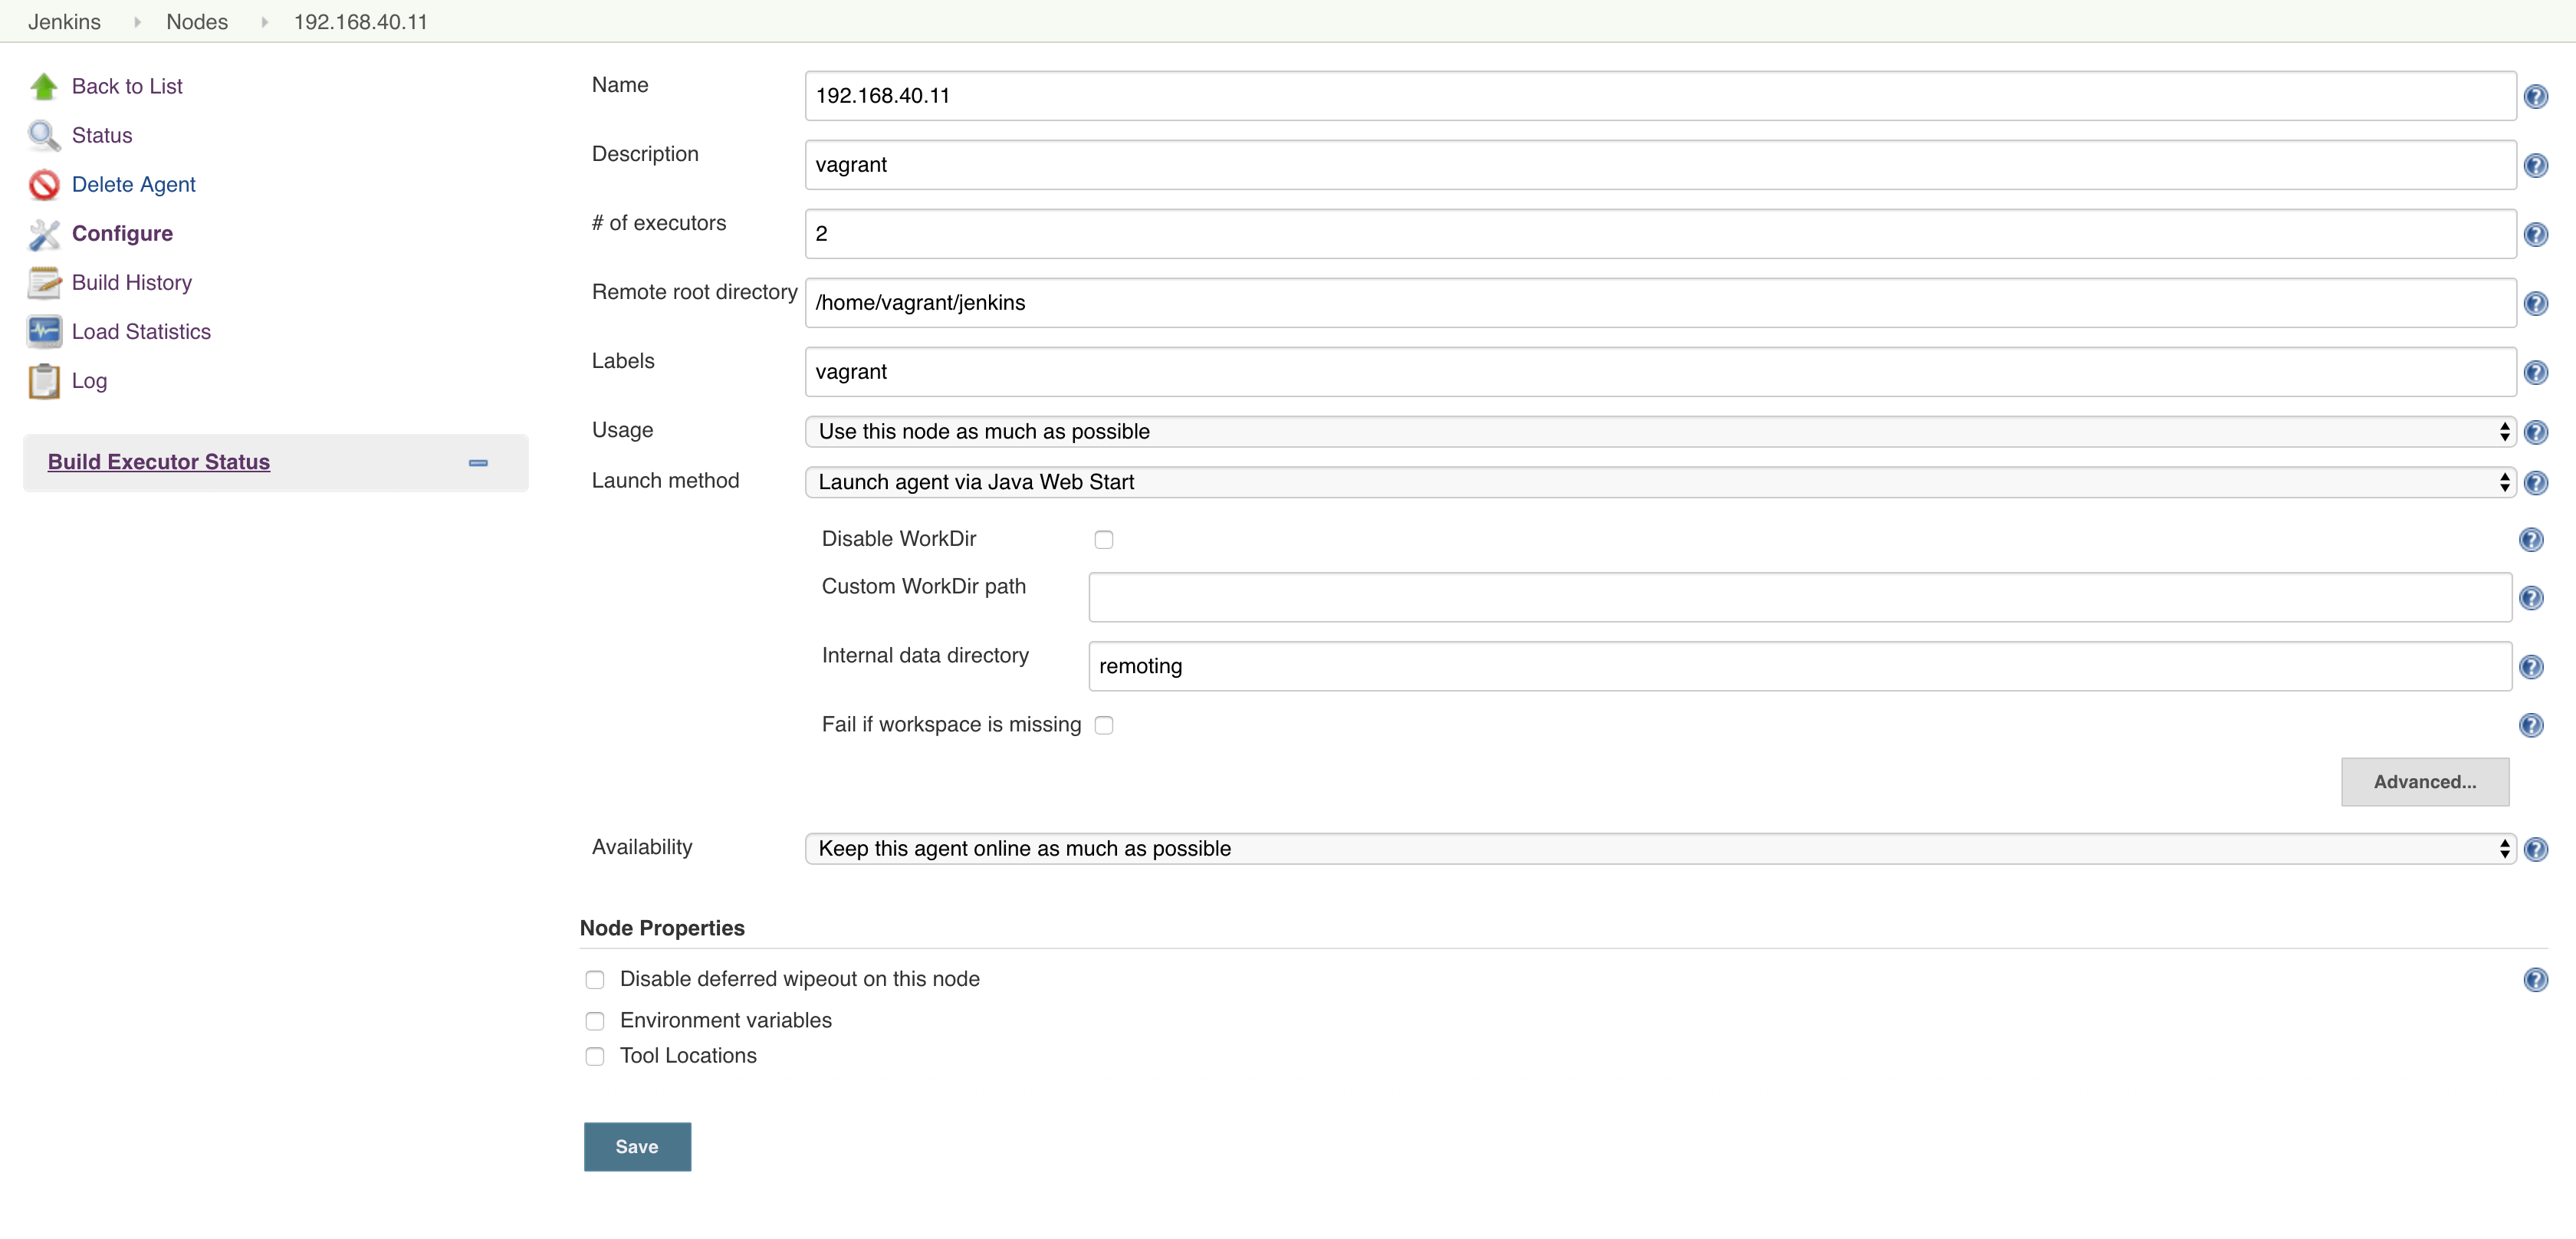 Jenkins Nodes 192.168.40.11
Back to List
Status
Delete Agent
Configure
Build History
Load Statistics
Log
Build Executor Status
Name 192.168.40.11
Description vagrant
# of executors 2
Remote root directory /home/vagrant/jenkins
Labels vagrant
Usage Use this node as much as possible
Launch method Launch agent via Java Web Start
Disable WorkDir
Custom WorkDir path
Internal data directory remoting
Fail if workspace is missing
Advanced...
Availability Keep this agent online as much as possible
Node Properties
Disable deferred wipeout on this node
Environment variables
Tool Locations
Save